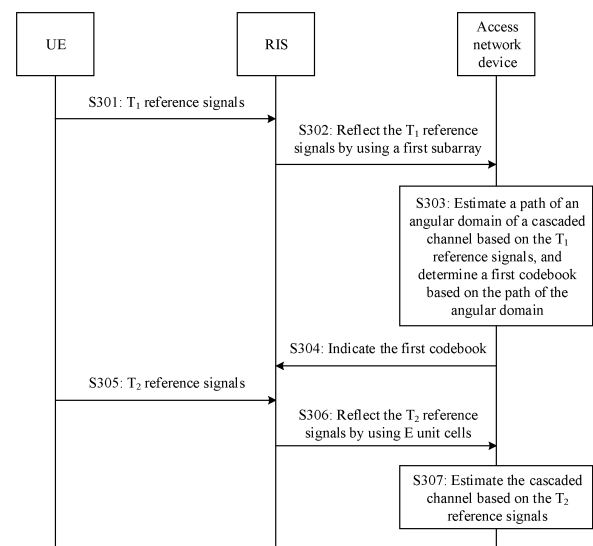 UE
RIS
Access
network
device
S301: T₁ reference signals
S302: Reflect the T₁ reference
signals by using a first subarray
S303: Estimate a path of an
angular domain of a cascaded
channel based on the T₁
reference signals, and
determine a first codebook
based on the path of the
angular domain
S304: Indicate the first codebook
S305: T₂ reference signals
S306: Reflect the T₂ reference
signals by using E unit cells
S307: Estimate the cascaded
channel based on the T₂
reference signals